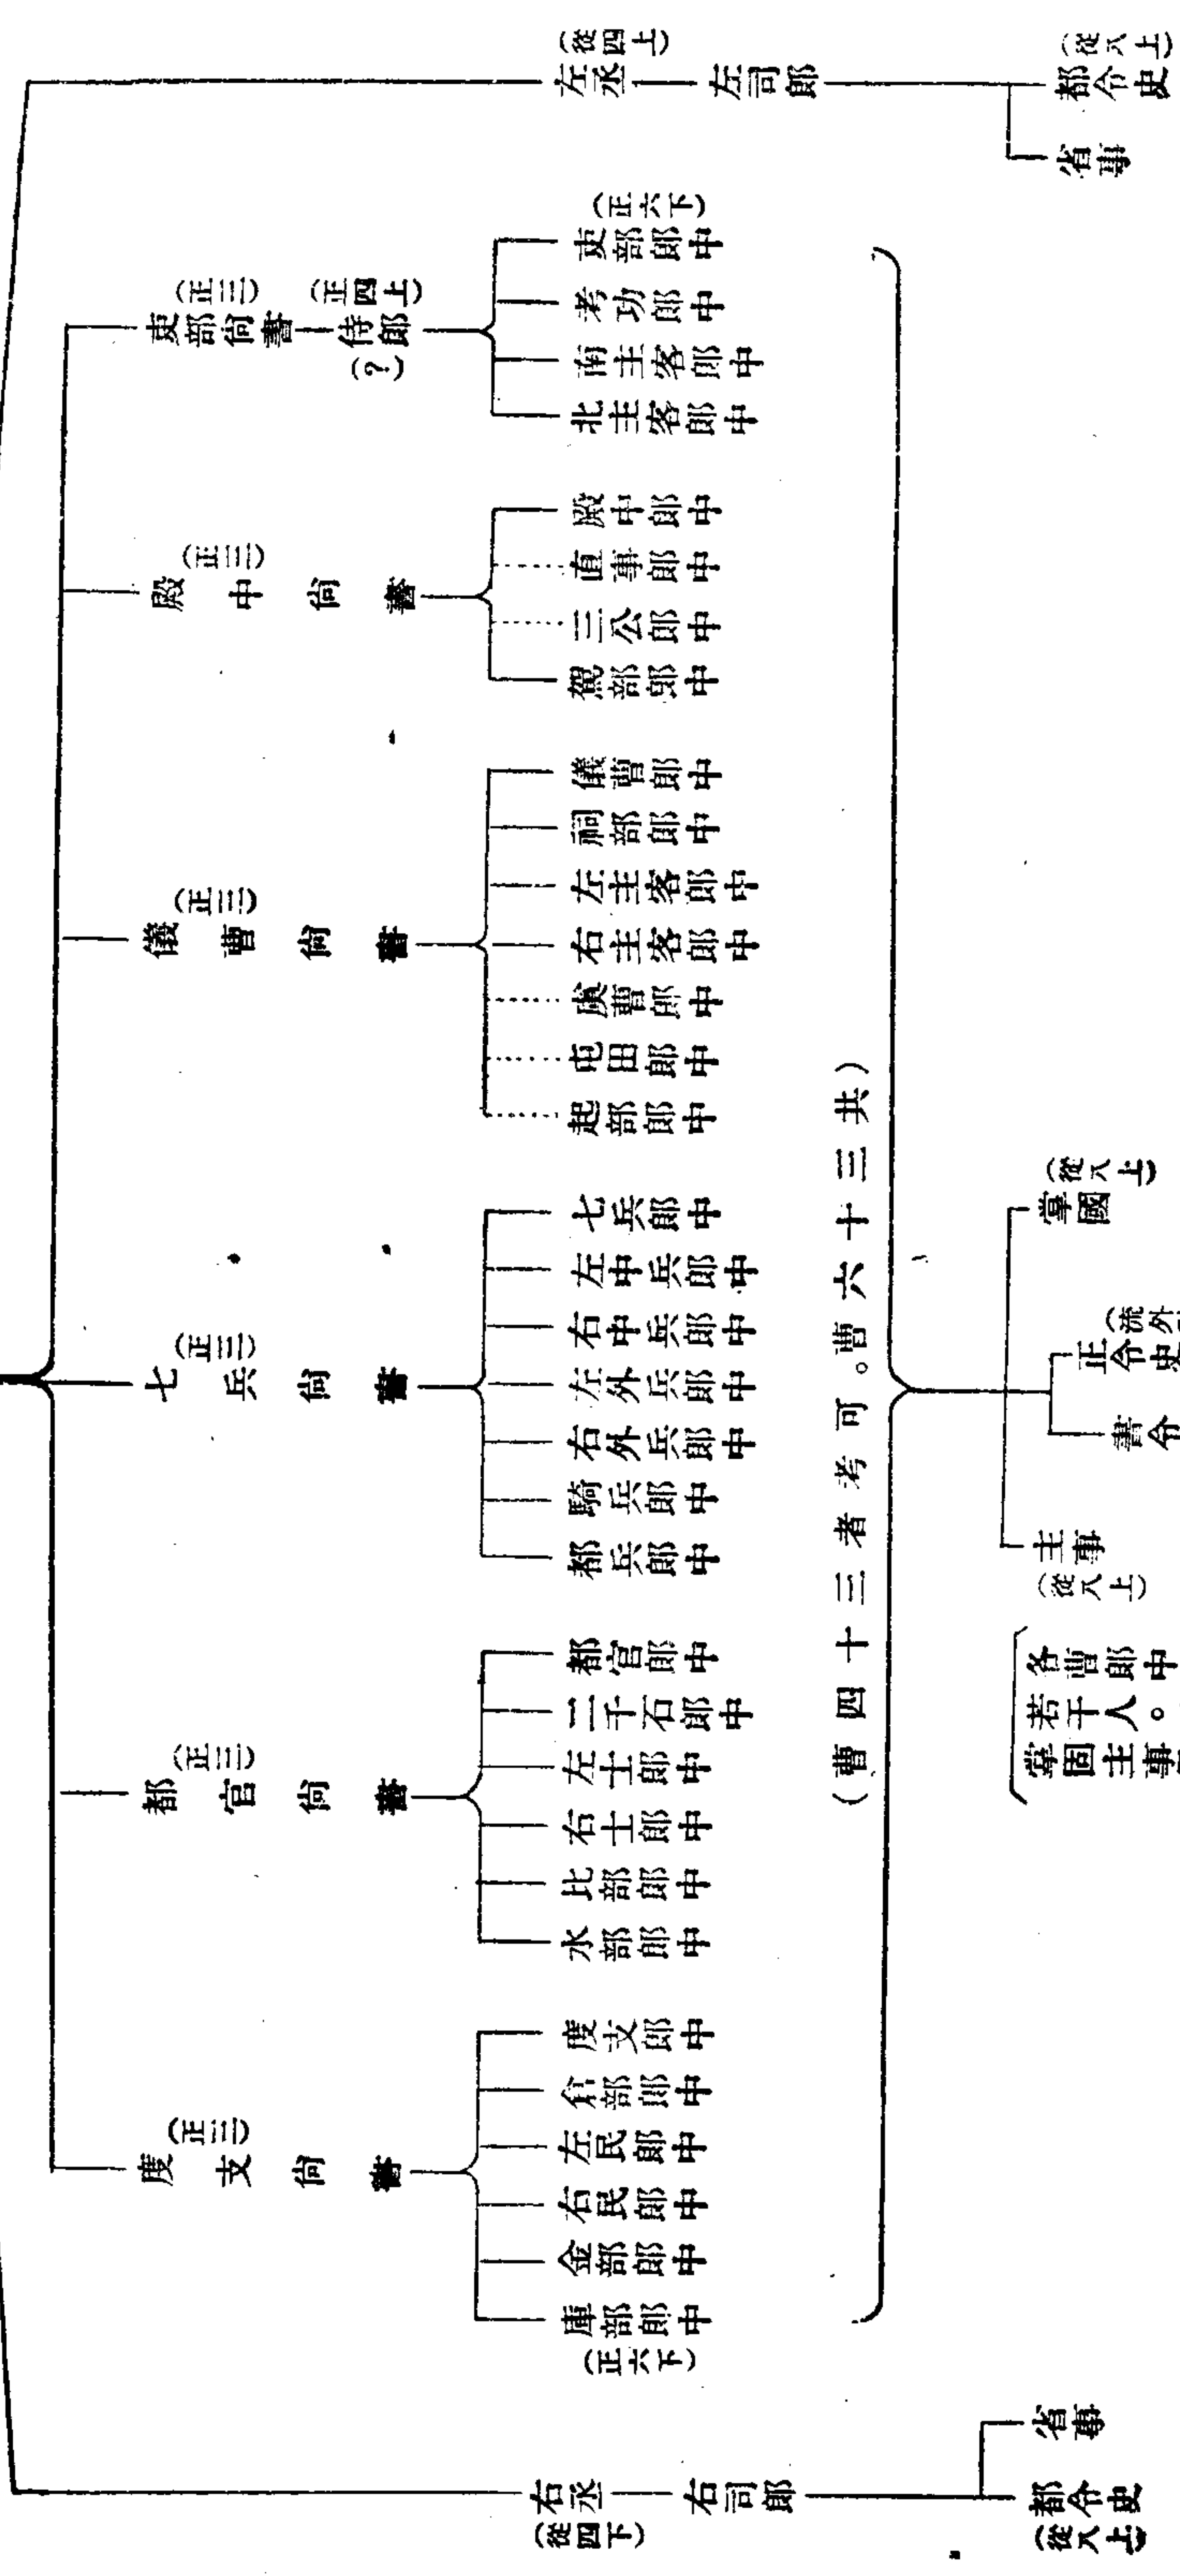 (從四上)
左丞
左司郎
(從八上)
都令史
省事
(正三)
吏部尙書
(正四上)
侍郎
(?)
(正六下)
吏部郎中
考功郎中
南主客郎中
北主客郎中
(正三)
殿中尙書
殿中郎中
直事郎中
三公郎中
駕部郎中
(正三)
儀曹尙書
儀曹郎中
祠部郎中
左主客郎中
右主客郎中
虞曹郎中
屯田郎中
起部郎中
(正三)
七兵尙書
七兵郎中
左中兵郎中
右中兵郎中
左外兵郎中
右外兵郎中
騎兵郎中
都兵郎中
(正三)
都官尙書
都官郎中
二千石郎中
左士郎中
右士郎中
比部郎中
水部郎中
(正三)
度支尙書
度支郎中
倉部郎中
左民郎中
右民郎中
金部郎中
庫部郎中
(正六下)
(共三十六曹。可考者三十四曹)
(從八上)
掌國
(流外
正令史
書令
主事
(從八上)
各曹郎中
若干人。
掌固主事
省事
右丞
(從四下)
右司郎
都令史
(從八上)